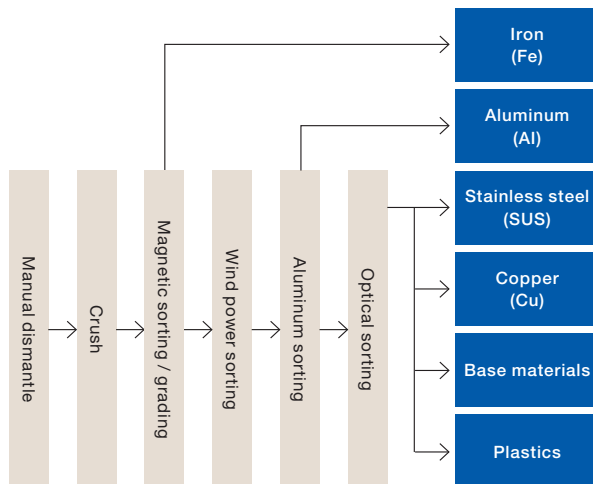 Iron
(Fe)
Aluminum
(Al)
Stainless steel
(SUS)
Copper
(Cu)
Base materials
Plastics
Manual dismantle
Crush
Magnetic sorting / grading
Wind power sorting
Aluminum sorting
Optical sorting